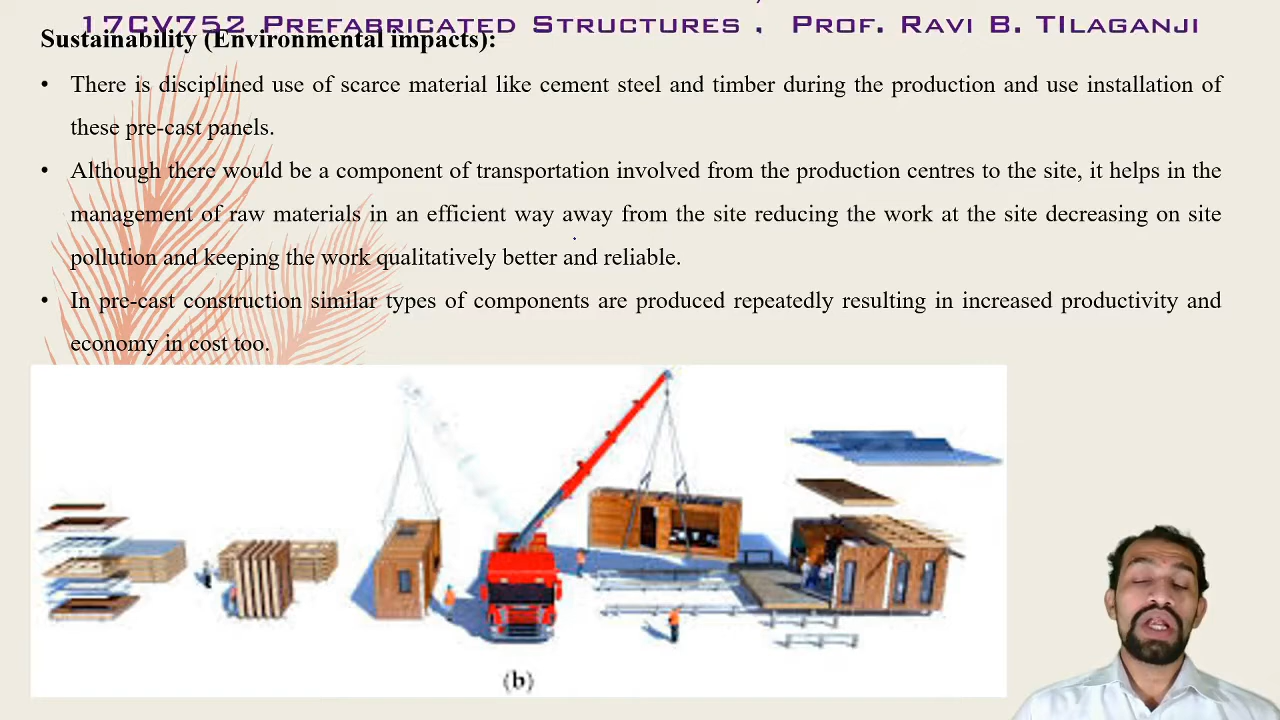 17CV752 Prefabricated Structures , Prof. Ravi B. Tilaganji
Sustainability (Environmental impacts):
• There is disciplined use of scarce material like cement steel and timber during the production and use installation of
these pre-cast panels.
• Although there would be a component of transportation involved from the production centres to the site, it helps in the
management of raw materials in an efficient way away from the site reducing the work at the site decreasing on site
pollution and keeping the work qualitatively better and reliable.
• In pre-cast construction similar types of components are produced repeatedly resulting in increased productivity and
economy in cost too.
(b)